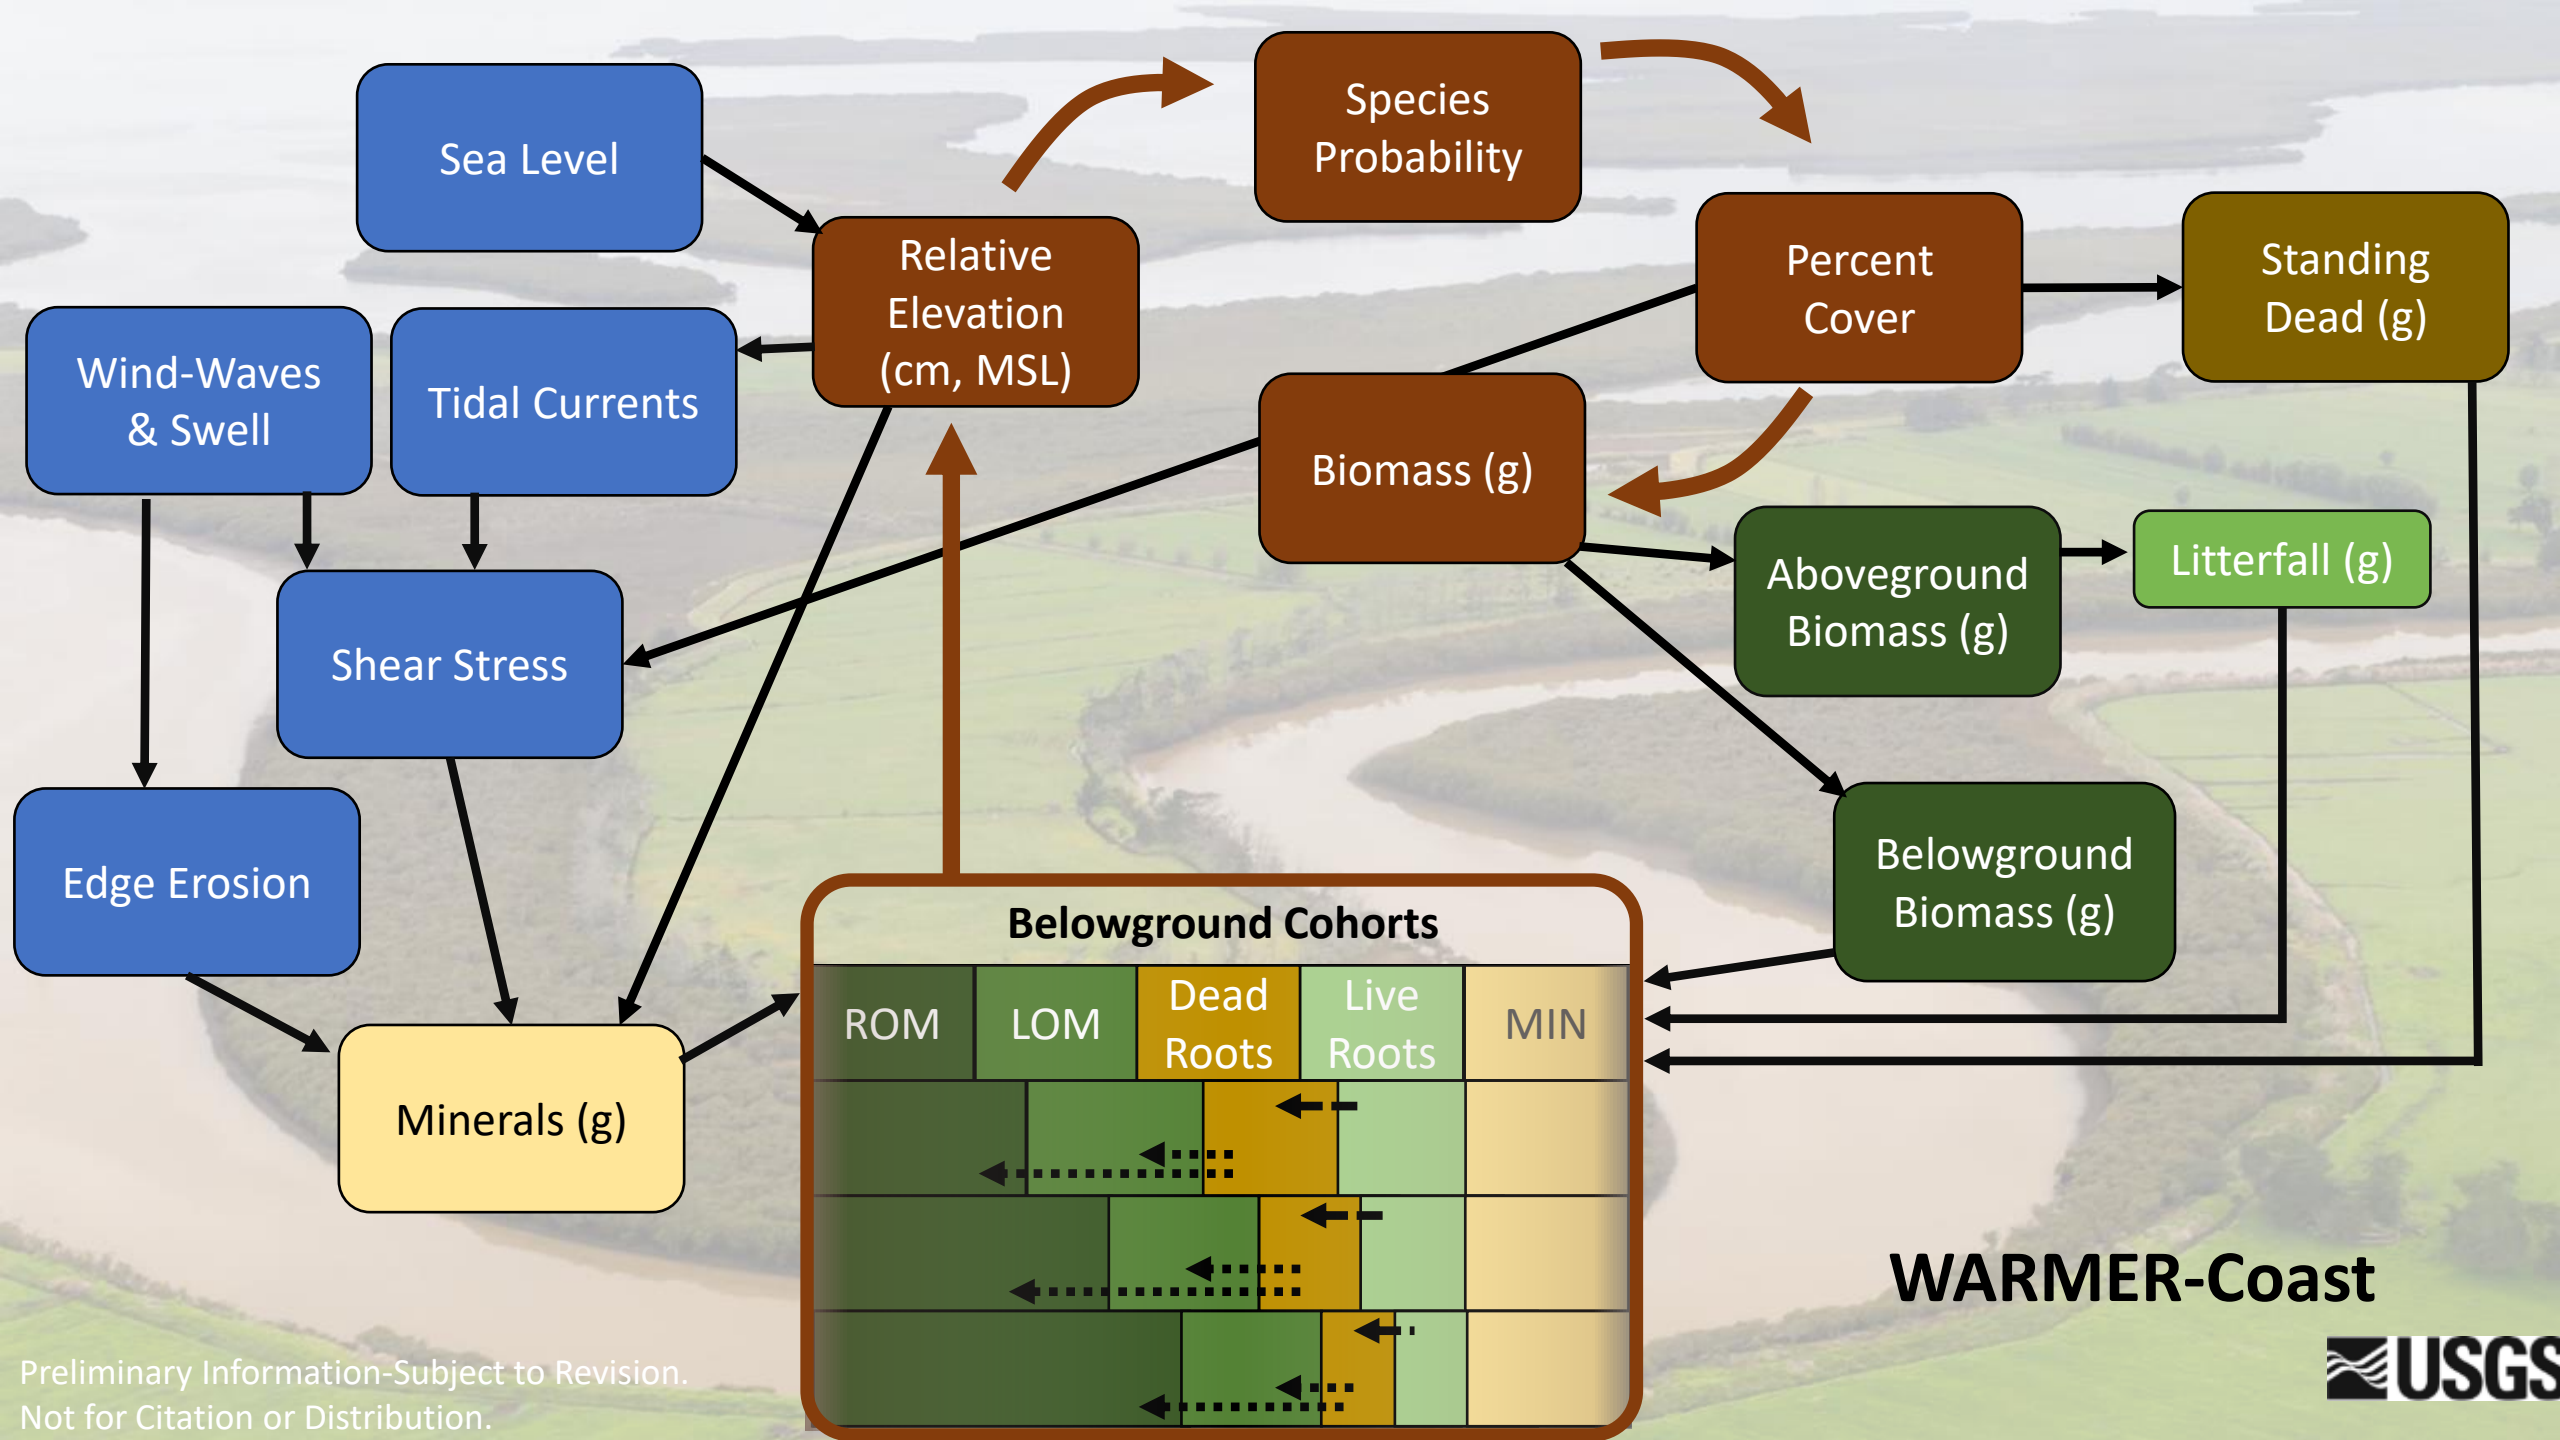 Species
Probability
Sea Level
Relative
Elevation
(cm, MSL)
Percent
Cover
Standing
Dead (g)
Wind-Waves
& Swell
Tidal Currents
Biomass (g)
Aboveground
Biomass (g)
Litterfall (g)
Shear Stress
Edge Erosion
Belowground
Biomass (g)
Belowground Cohorts
ROM
LOM
Dead
Roots
Live
Roots
MIN
Minerals (g)
WARMER-Coast
USGS
Preliminary Information-Subject to Revision.
Not for Citation or Distribution.